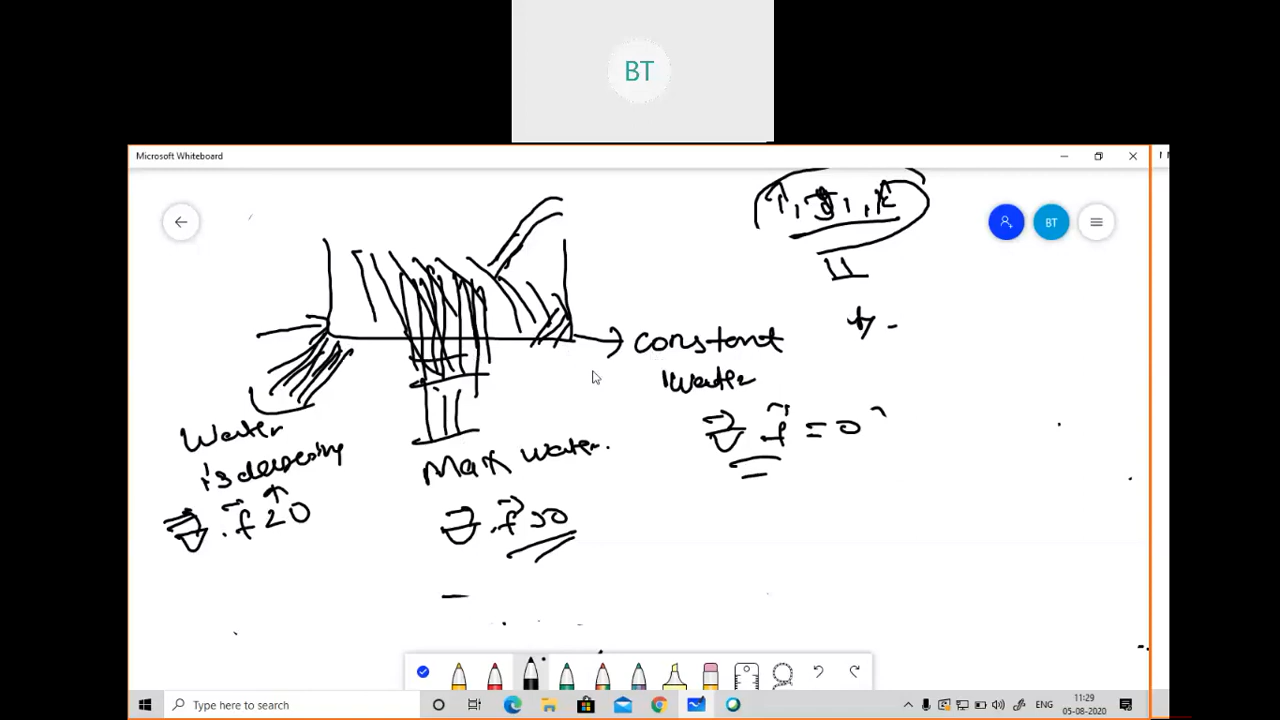 BT
Microsoft Whiteboard
BT
constant
water
∇⃗ f⃗ = 0
Water
is decreasing
∇⃗ . f⃗ < 0
Max water.
∇⃗ . f⃗ > 0
Type here to search
ENG
11:29
05-08-2020